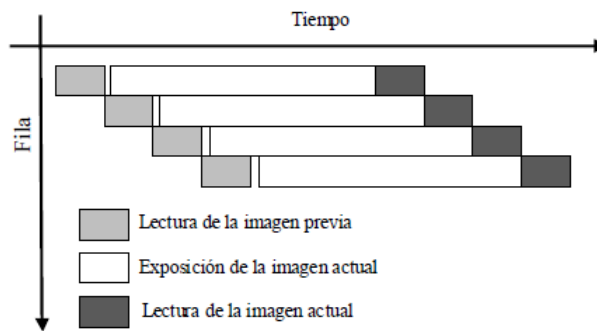 Tiempo
Fila
Lectura de la imagen previa
Exposición de la imagen actual
Lectura de la imagen actual